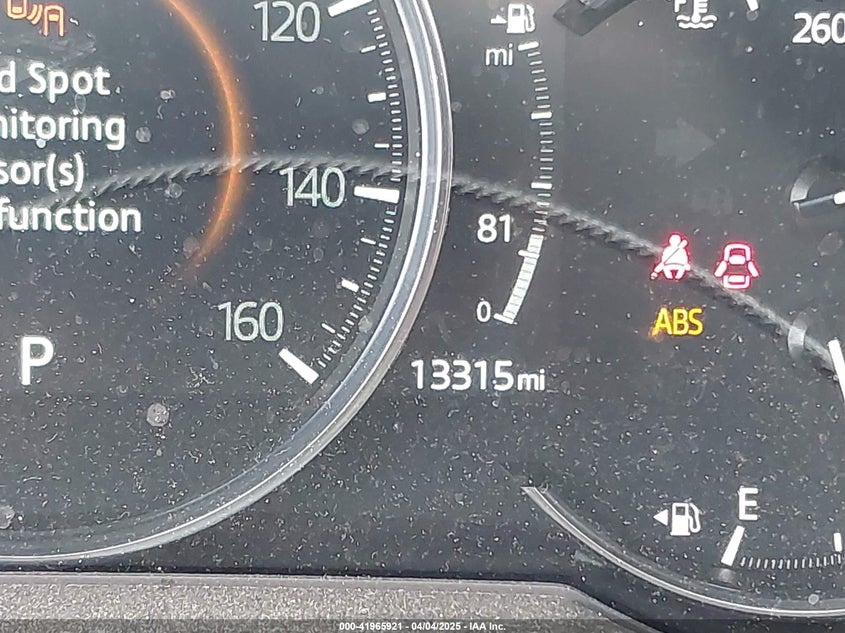 120
mi
260
d Spot
nitoring
sor(s)
function
140
81
0
160
ABS
P
13315mi
E
000-41965921 - 04/04/2025 - IAA Inc.